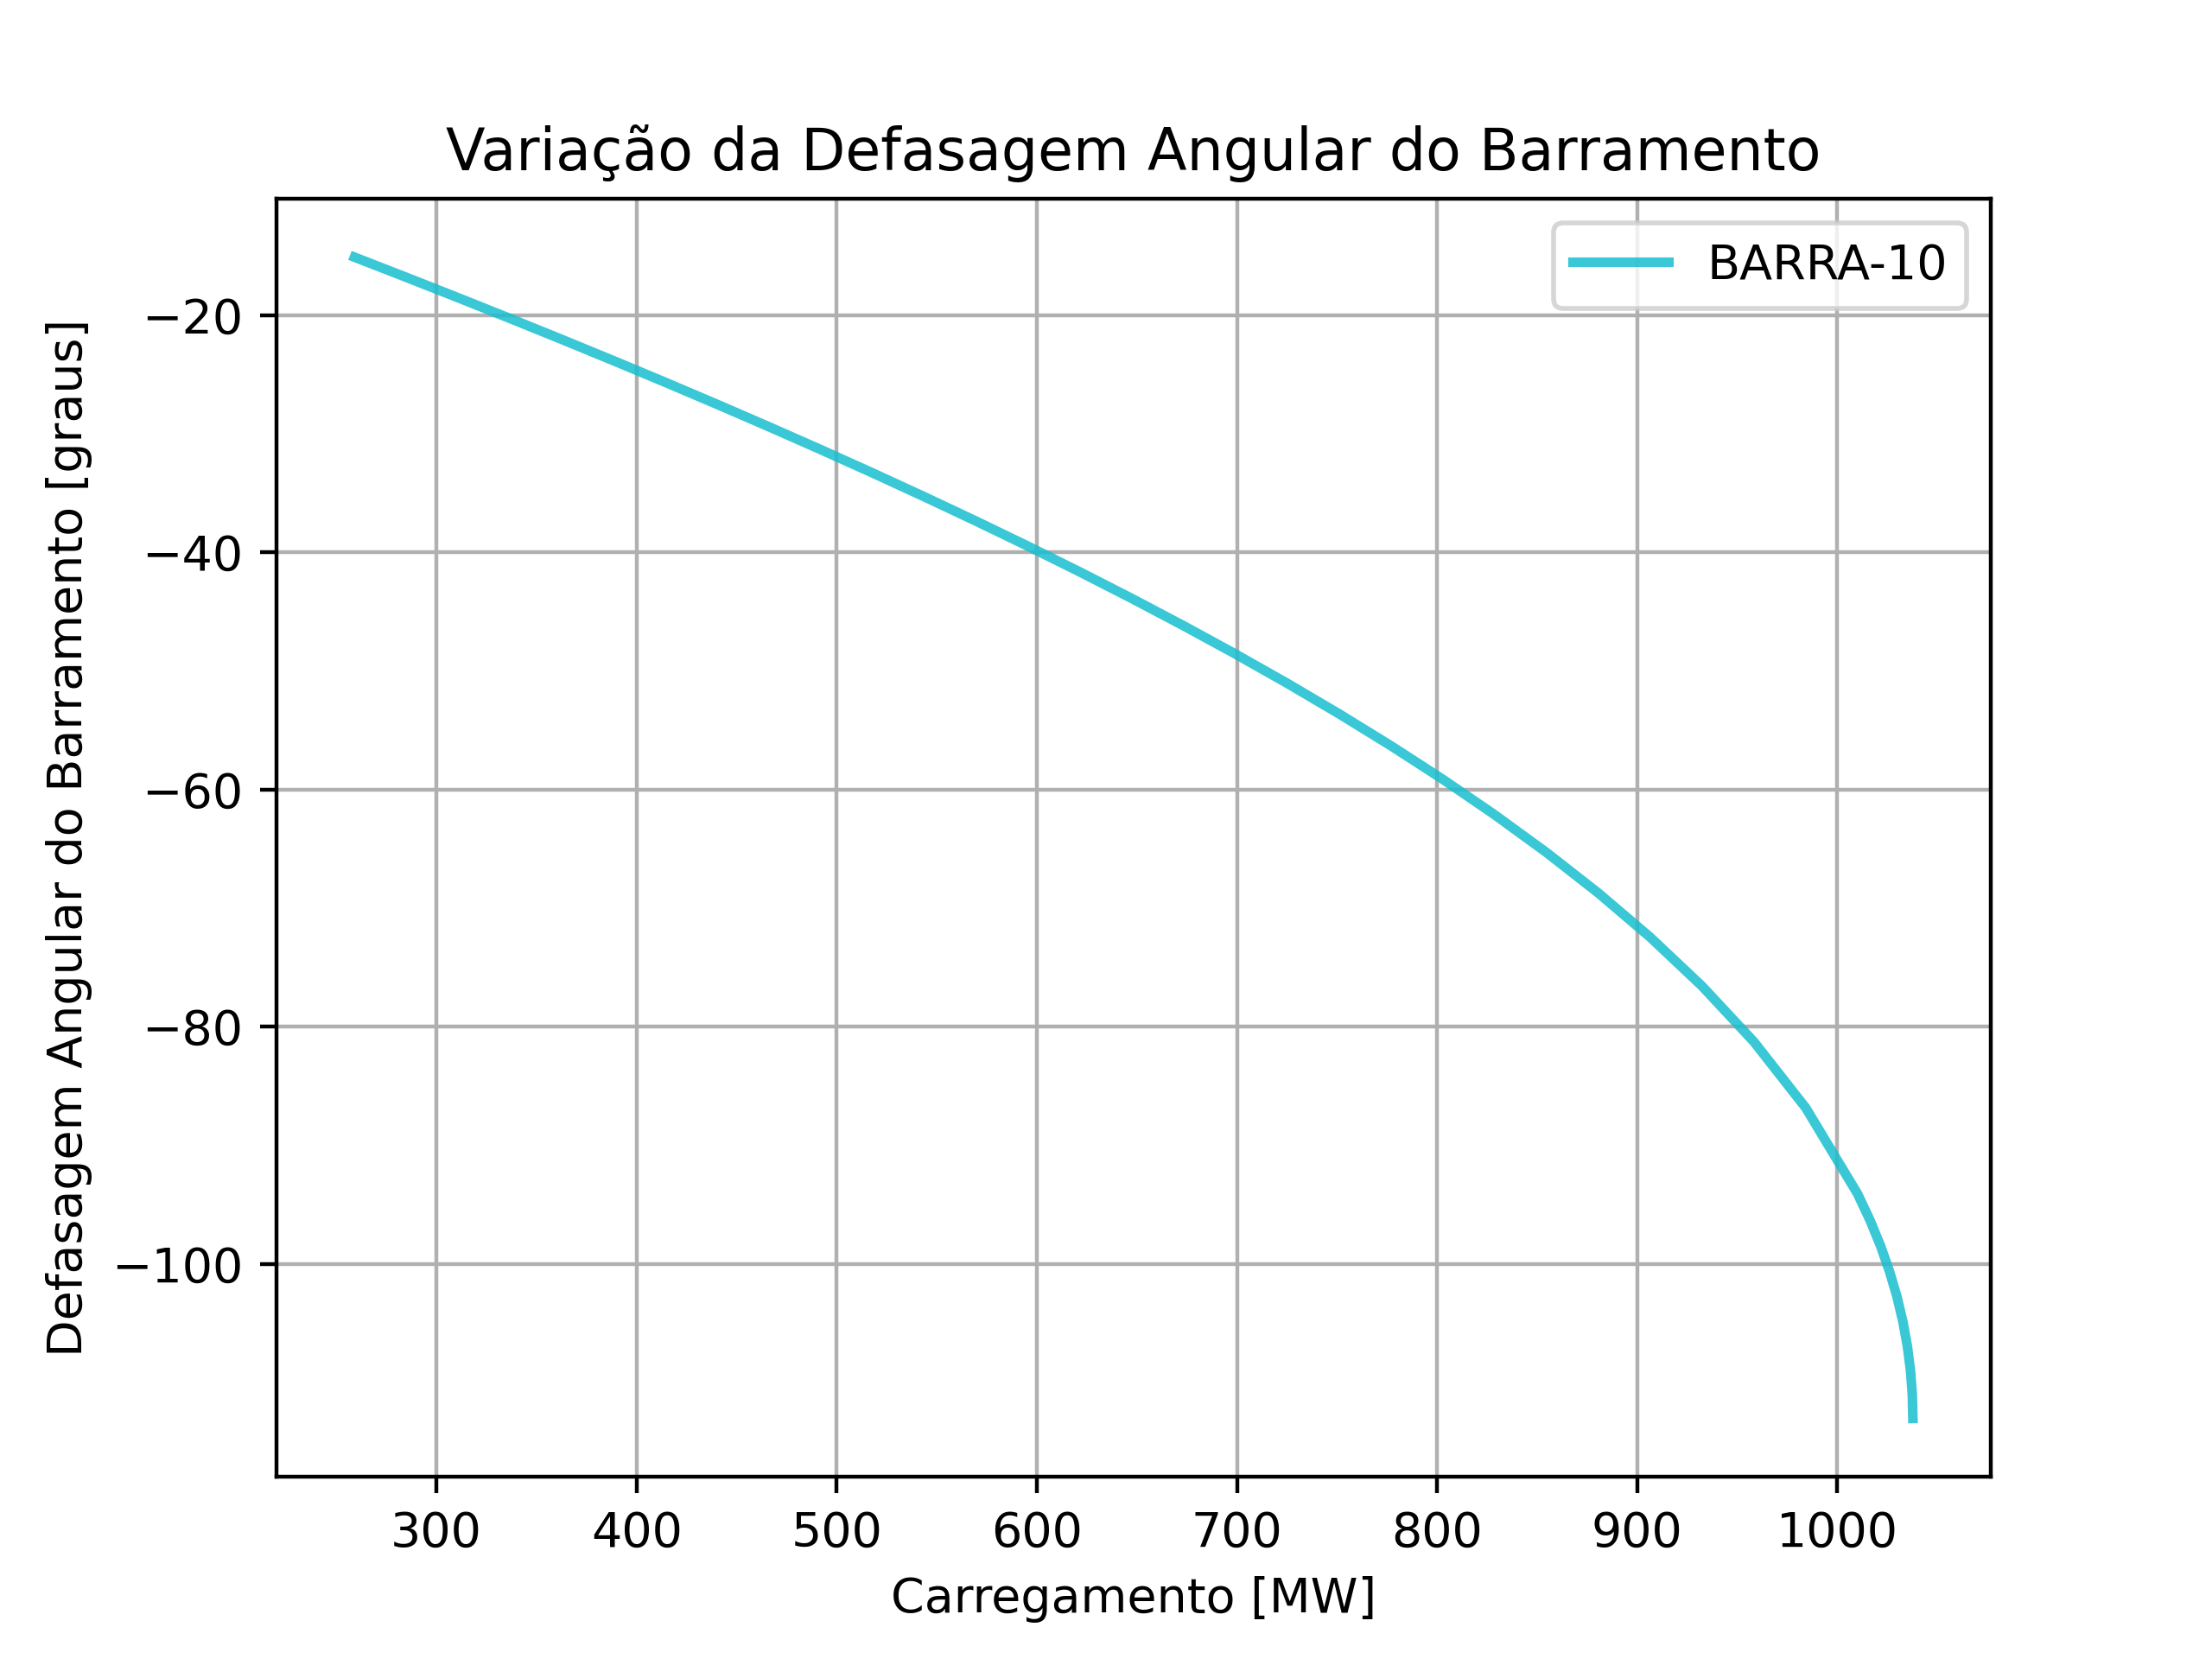 Variação da Defasagem Angular do Barramento
BARRA-10
Defasagem Angular do Barramento [graus]
−20
−40
−60
−80
−100
300 400 500 600 700 800 900 1000
Carregamento [MW]